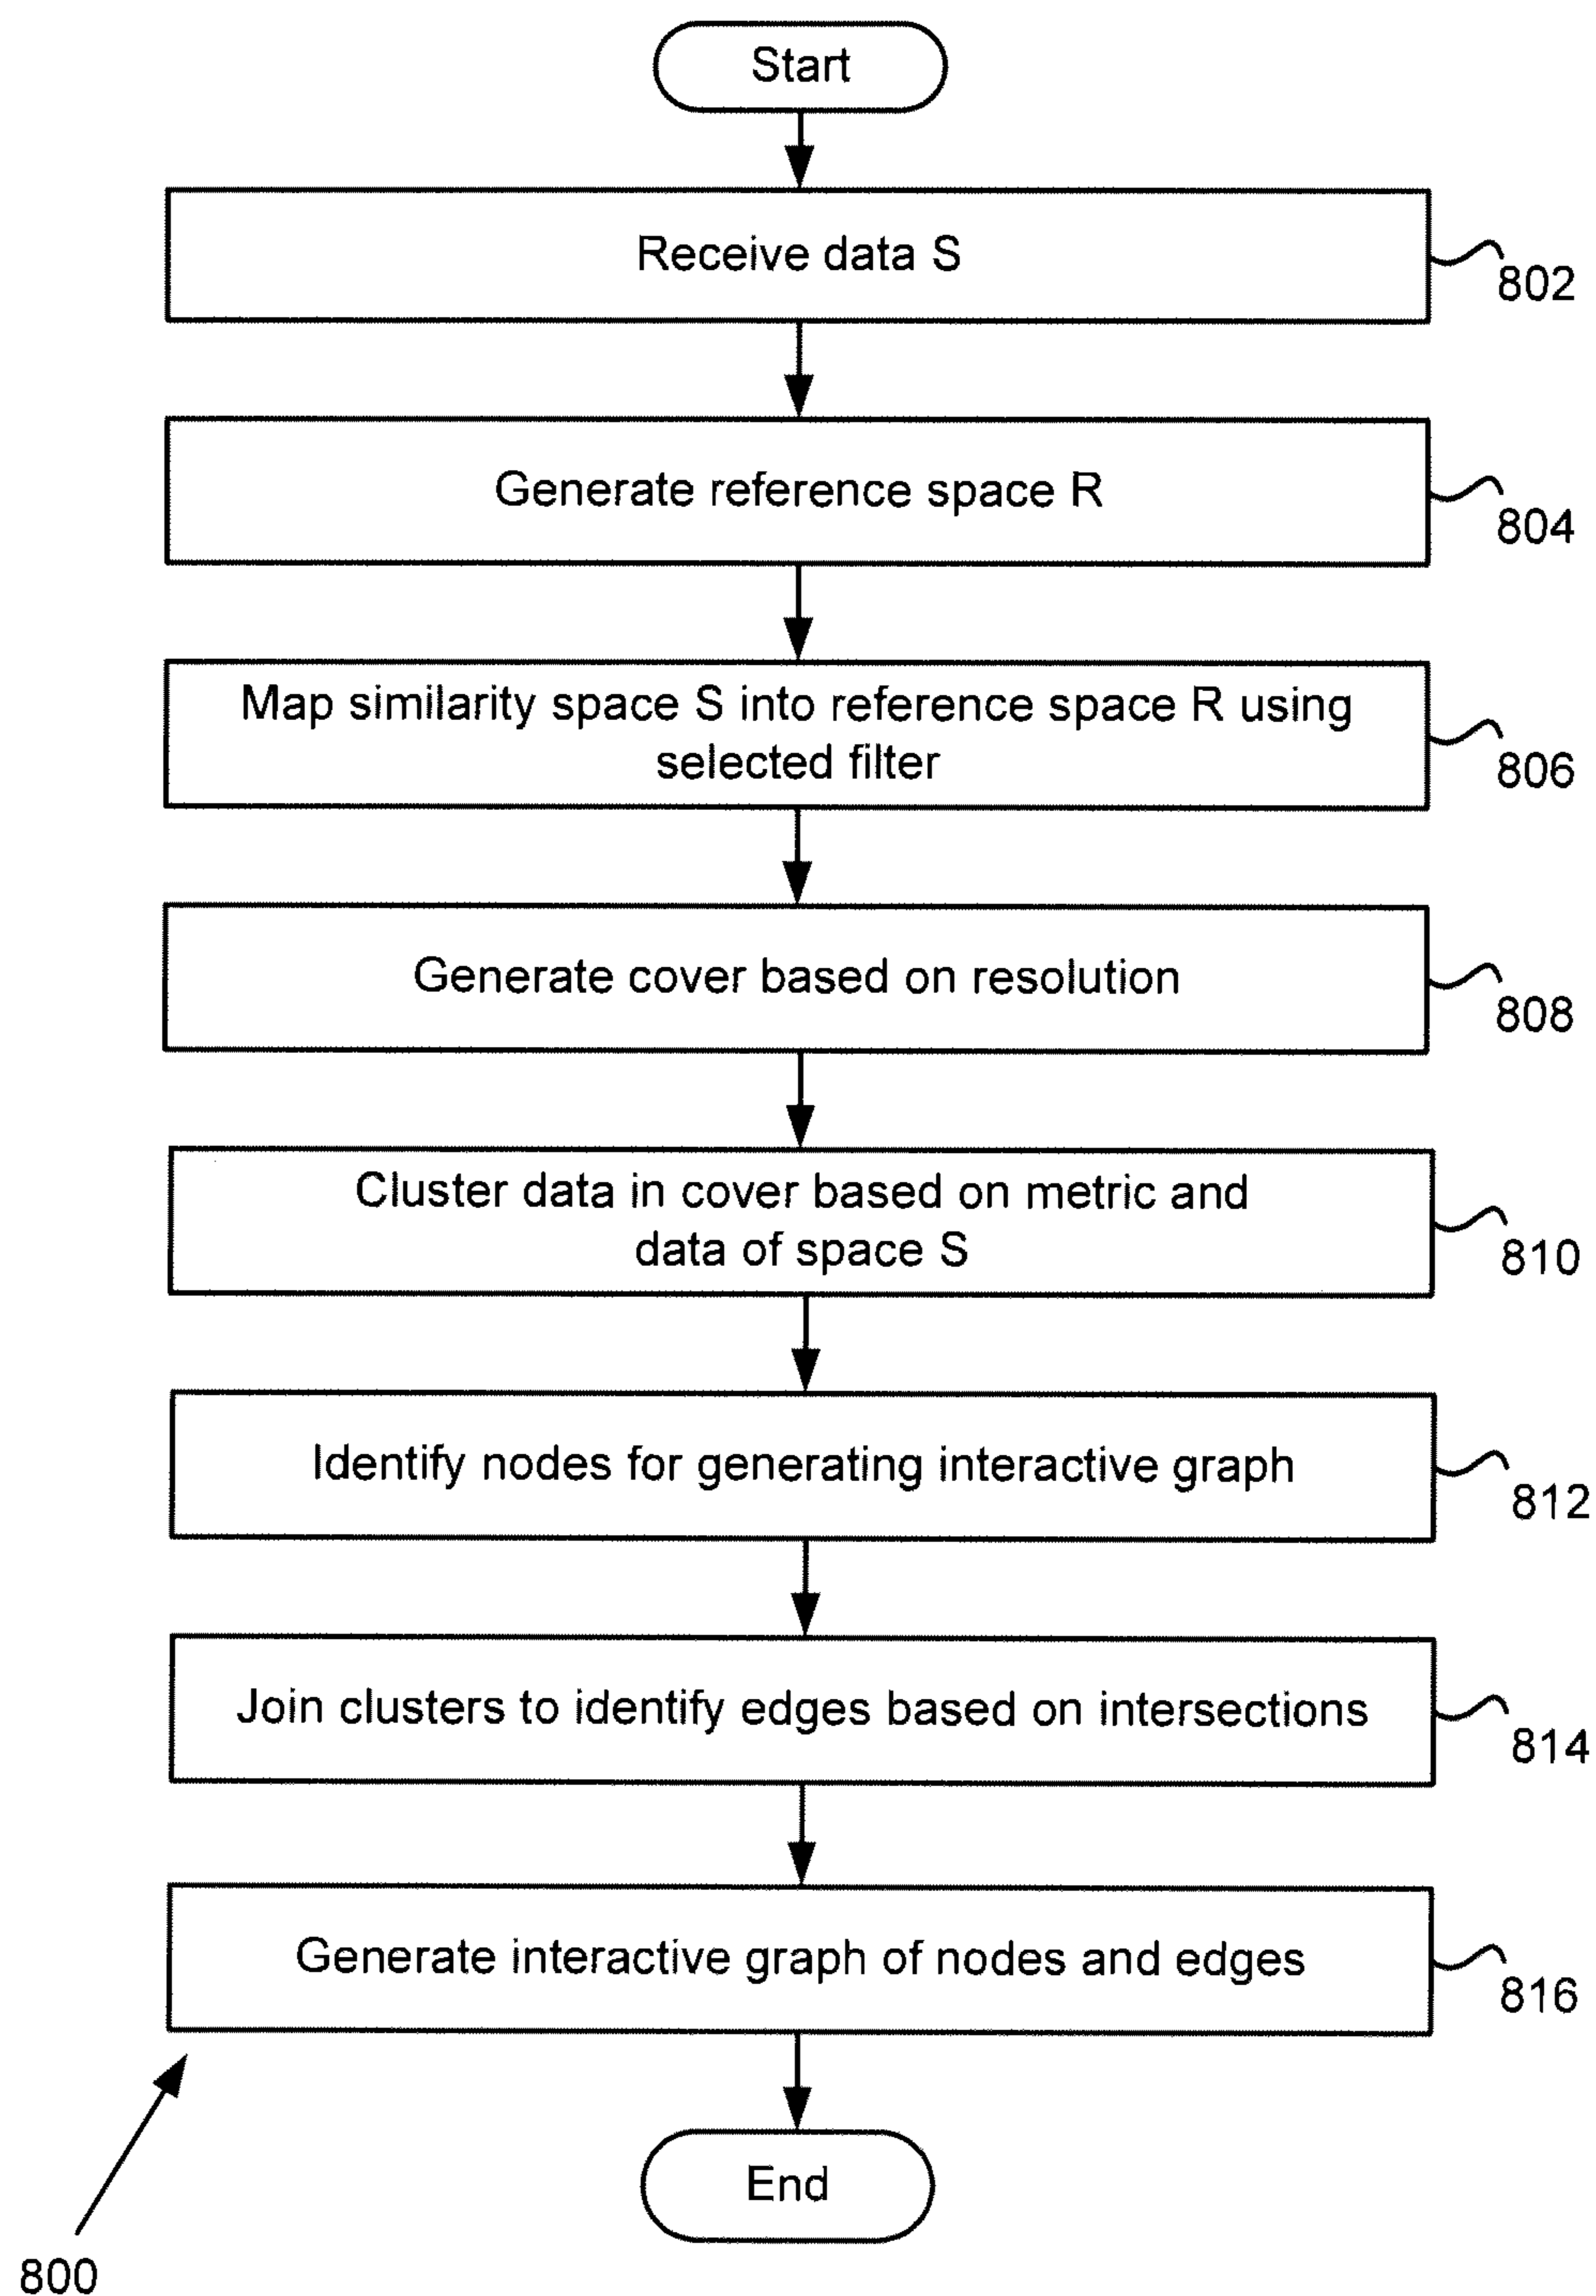 Start
Receive data S
802
Generate reference space R
804
Map similarity space S into reference space R using
selected filter
806
Generate cover based on resolution
808
Cluster data in cover based on metric and
data of space S
810
Identify nodes for generating interactive graph
812
Join clusters to identify edges based on intersections
814
Generate interactive graph of nodes and edges
816
End
800